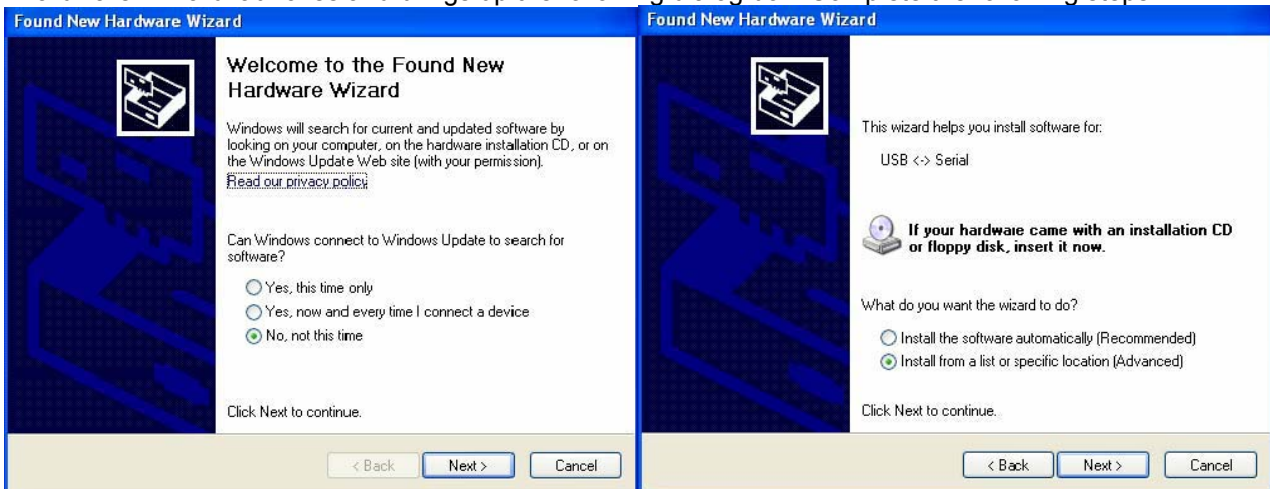 Found New Hardware Wizard
Welcome to the Found New
Hardware Wizard
Windows will search for current and updated software by
looking on your computer, on the hardware installation CD, or on
the Windows Update Web site (with your permission).
Read our privacy policy
Can Windows connect to Windows Update to search for
software?
Yes, this time only
Yes, now and every time I connect a device
No, not this time
Click Next to continue.
< Back
Next >
Cancel
Found New Hardware Wizard
This wizard helps you install software for:
USB <-> Serial
If your hardware came with an installation CD
or floppy disk, insert it now.
What do you want the wizard to do?
Install the software automatically (Recommended)
Install from a list or specific location (Advanced)
Click Next to continue.
< Back
Next >
Cancel